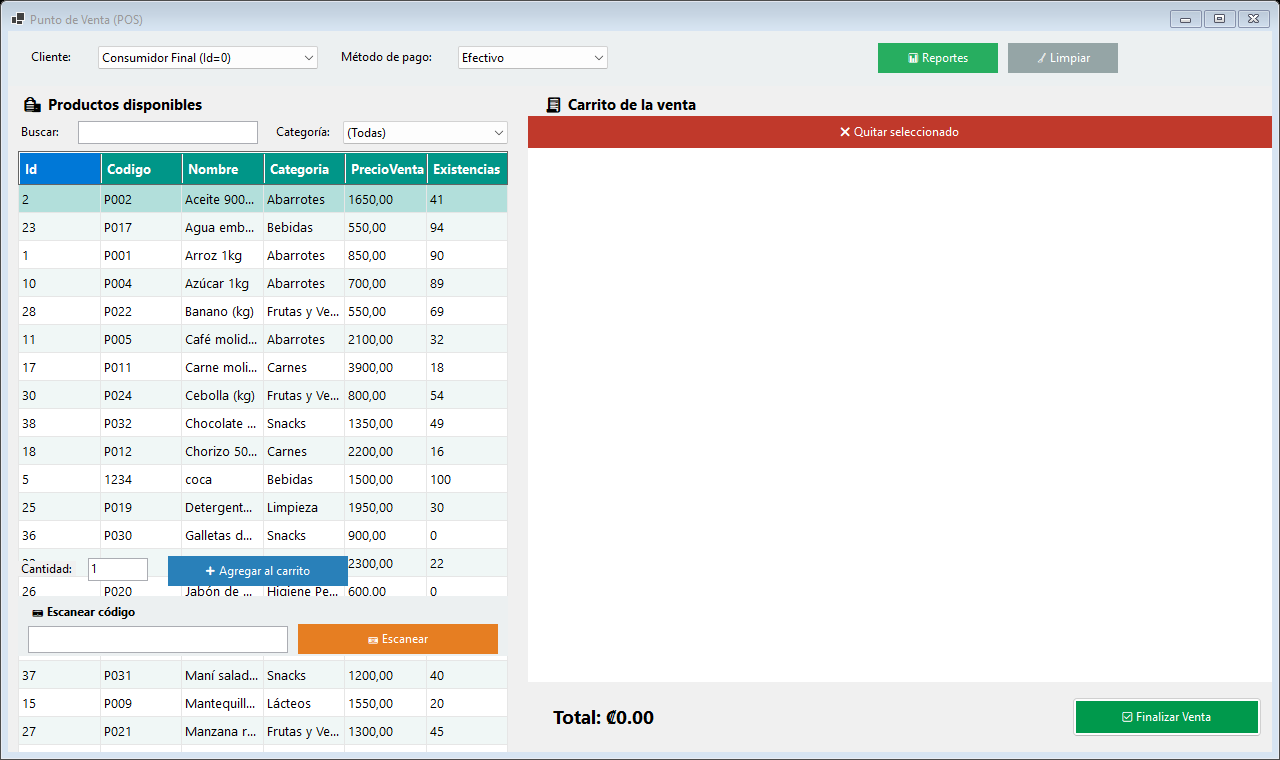 Punto de Venta (POS)
Cliente: Consumidor Final (Id=0) Método de pago: Efectivo Reportes Limpiar
Productos disponibles
Buscar: Categoría: (Todas)
Id Codigo Nombre Categoria PrecioVenta Existencias
2 P002 Aceite 900... Abarrotes 1650,00 41
23 P017 Agua emb... Bebidas 550,00 94
1 P001 Arroz 1kg Abarrotes 850,00 90
10 P004 Azúcar 1kg Abarrotes 700,00 89
28 P022 Banano (kg) Frutas y Ve... 550,00 69
11 P005 Café molid... Abarrotes 2100,00 32
17 P011 Carne moli... Carnes 3900,00 18
30 P024 Cebolla (kg) Frutas y Ve... 800,00 54
38 P032 Chocolate ... Snacks 1350,00 49
18 P012 Chorizo 50... Carnes 2200,00 16
5 1234 coca Bebidas 1500,00 100
25 P019 Detergent... Limpieza 1950,00 30
36 P030 Galletas d... Snacks 900,00 0
2300,00 22
Cantidad: 1 Agregar al carrito
26 P020 Jabón de ... Higiene Pe... 600,00 0
Escanear código
Escanear
37 P031 Maní salad... Snacks 1200,00 40
15 P009 Mantequill... Lácteos 1550,00 20
27 P021 Manzana r... Frutas y Ve... 1300,00 45
Carrito de la venta
Quitar seleccionado
Total: ₡0.00
Finalizar Venta